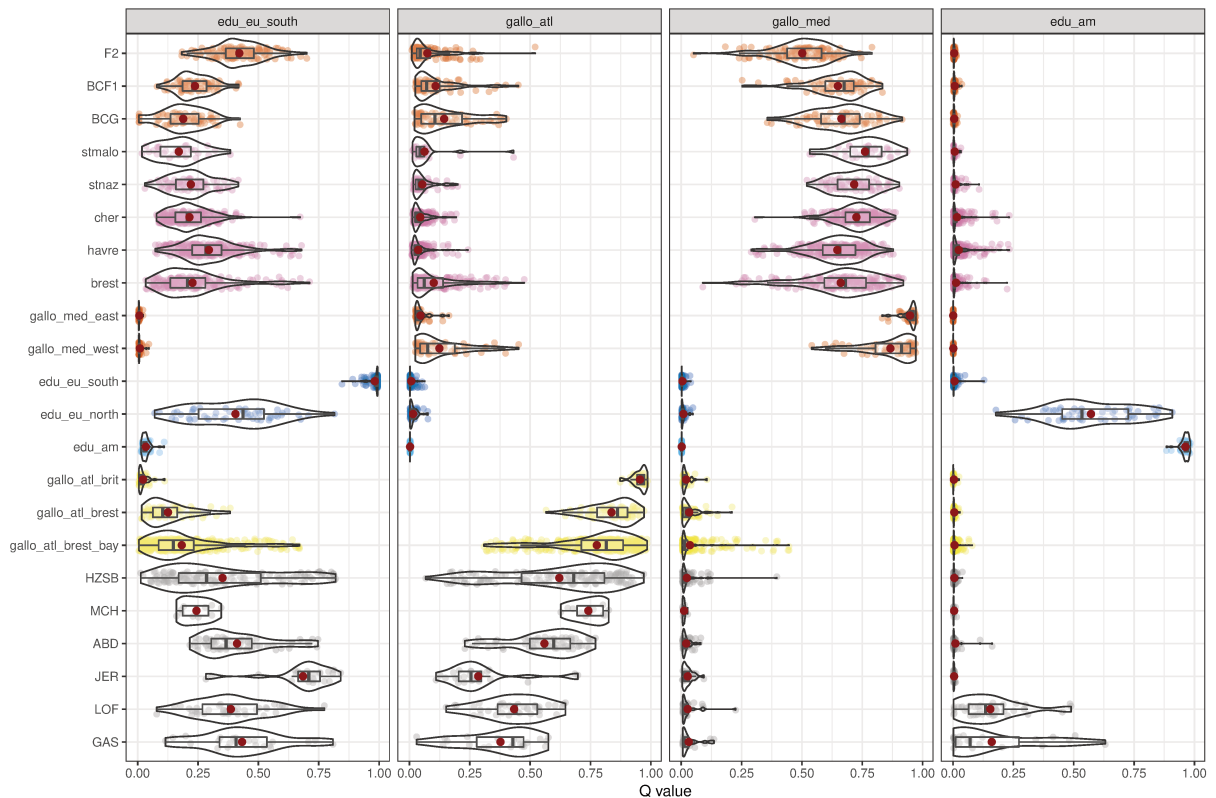 edu_eu_south gallo_atl gallo_med edu_am
F2
BCF1
BCG
stmalo
stnaz
cher
havre
brest
gallo_med_east
gallo_med_west
edu_eu_south
edu_eu_north
edu_am
gallo_atl_brit
gallo_atl_brest
gallo_atl_brest_bay
HZSB
MCH
ABD
JER
LOF
GAS
0.00 0.25 0.50 0.75 1.00 0.00 0.25 0.50 0.75 1.00 0.00 0.25 0.50 0.75 1.00 0.00 0.25 0.50 0.75 1.00
Q value